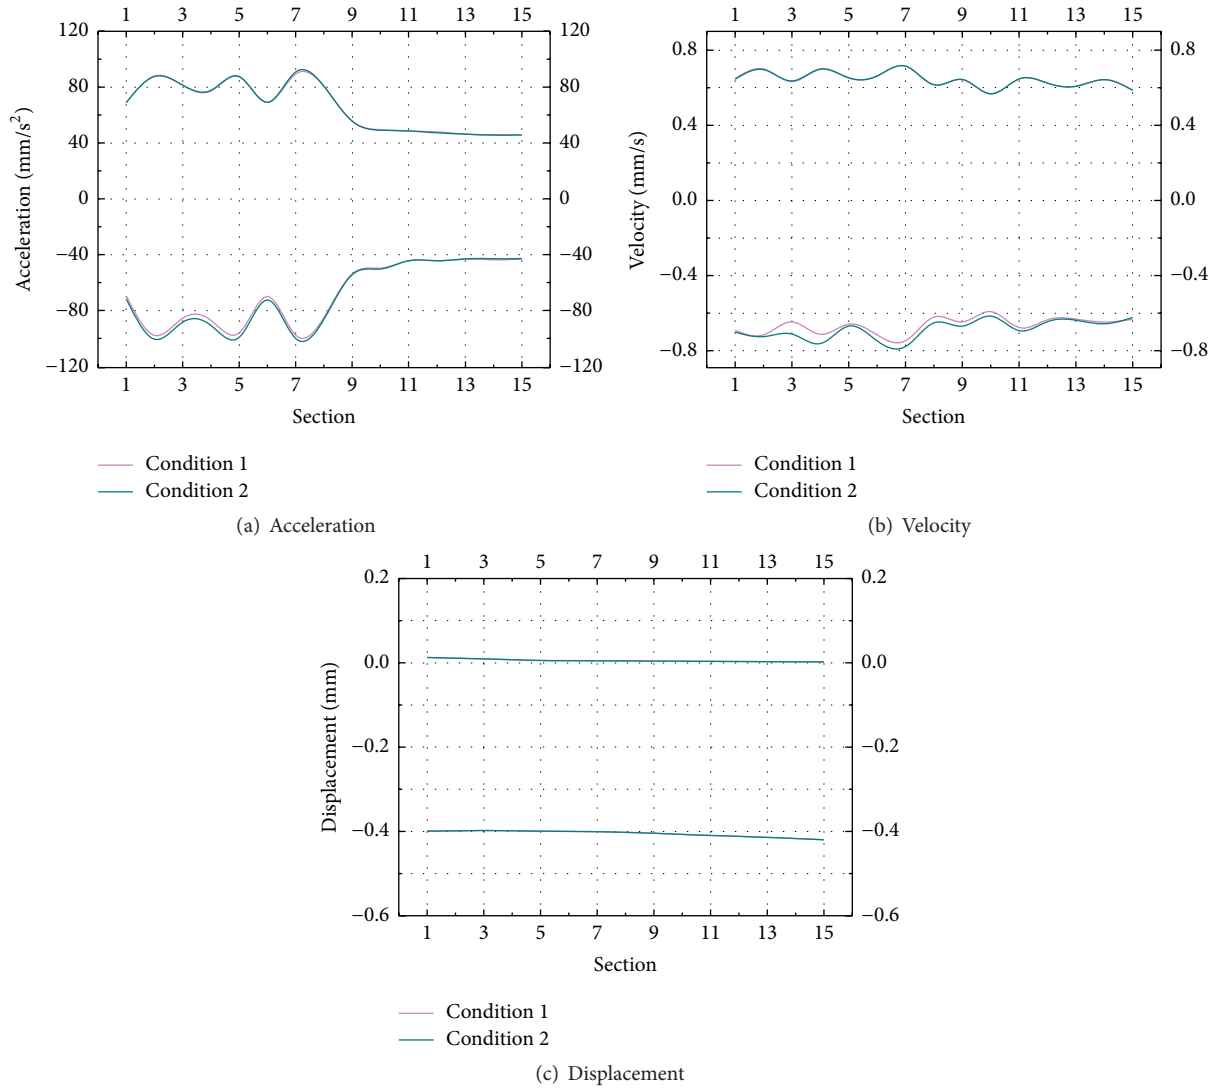 1 3 5 7 9 11 13 15
120 120
80 80
40 40
0 0
−40 −40
−80 −80
−120 −120
Acceleration (mm/s²)
1 3 5 7 9 11 13 15
Section
Condition 1
Condition 2
(a) Acceleration
1 3 5 7 9 11 13 15
0.8 0.8
0.4 0.4
0.0 0.0
−0.4 −0.4
−0.8 −0.8
Velocity (mm/s)
1 3 5 7 9 11 13 15
Section
Condition 1
Condition 2
(b) Velocity
1 3 5 7 9 11 13 15
0.2 0.2
0.0 0.0
−0.2 −0.2
−0.4 −0.4
−0.6 −0.6
Displacement (mm)
1 3 5 7 9 11 13 15
Section
Condition 1
Condition 2
(c) Displacement